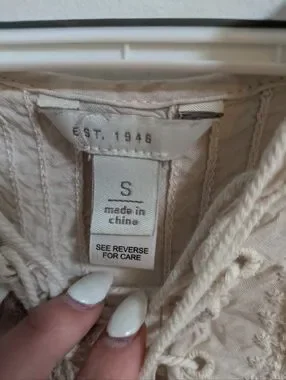 EST. 1946
S
made in
china
SEE REVERSE
FOR CARE